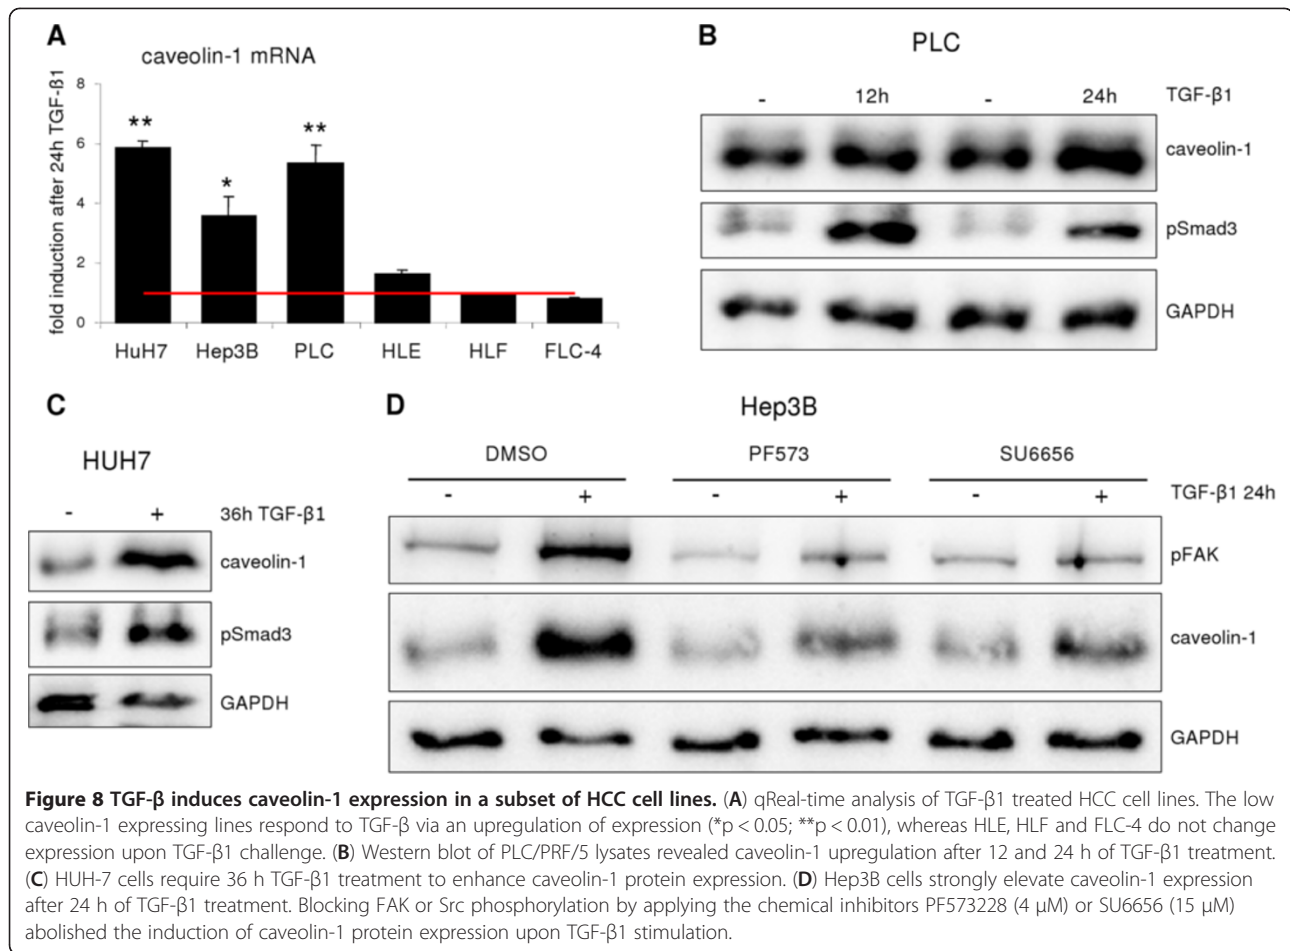 A
caveolin-1 mRNA
fold induction after 24h TGF-β1
8
6
4
2
0
**
*
**
HuH7 Hep3B PLC HLE HLF FLC-4
B
PLC
- 12h - 24h TGF-β1
caveolin-1
pSmad3
GAPDH
C
HUH7
- + 36h TGF-β1
caveolin-1
pSmad3
GAPDH
D
Hep3B
DMSO PF573 SU6656
- + - + - + TGF-β1 24h
pFAK
caveolin-1
GAPDH
Figure 8 TGF-β induces caveolin-1 expression in a subset of HCC cell lines. (A) qReal-time analysis of TGF-β1 treated HCC cell lines. The low
caveolin-1 expressing lines respond to TGF-β via an upregulation of expression (*p < 0.05; **p < 0.01), whereas HLE, HLF and FLC-4 do not change
expression upon TGF-β1 challenge. (B) Western blot of PLC/PRF/5 lysates revealed caveolin-1 upregulation after 12 and 24 h of TGF-β1 treatment.
(C) HUH-7 cells require 36 h TGF-β1 treatment to enhance caveolin-1 protein expression. (D) Hep3B cells strongly elevate caveolin-1 expression
after 24 h of TGF-β1 treatment. Blocking FAK or Src phosphorylation by applying the chemical inhibitors PF573228 (4 μM) or SU6656 (15 μM)
abolished the induction of caveolin-1 protein expression upon TGF-β1 stimulation.